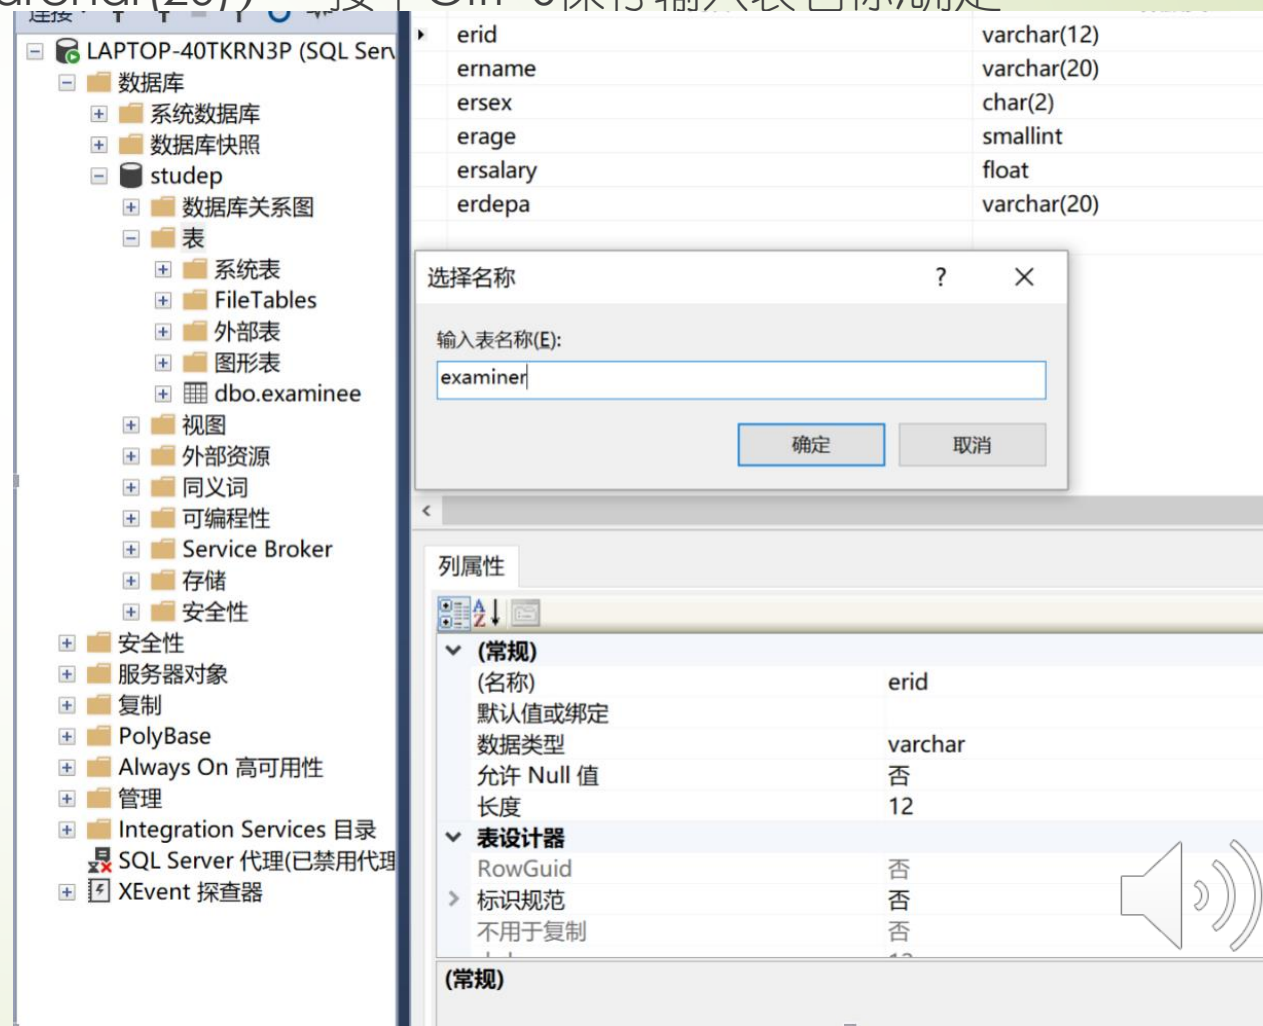 连接
LAPTOP-40TKRN3P (SQL Serv
数据库
系统数据库
数据库快照
studep
数据库关系图
表
系统表
FileTables
外部表
图形表
dbo.examinee
视图
外部资源
同义词
可编程性
Service Broker
存储
安全性
安全性
服务器对象
复制
PolyBase
Always On 高可用性
管理
Integration Services 目录
SQL Server 代理(已禁用代理
XEvent 探查器
erid varchar(12)
ername varchar(20)
ersex char(2)
erage smallint
ersalary float
erdepa varchar(20)
选择名称
输入表名称(E):
examiner
确定 取消
列属性
(常规)
(名称) erid
默认值或绑定
数据类型 varchar
允许 Null 值 否
长度 12
表设计器
RowGuid 否
标识规范 否
不用于复制 否
(常规)